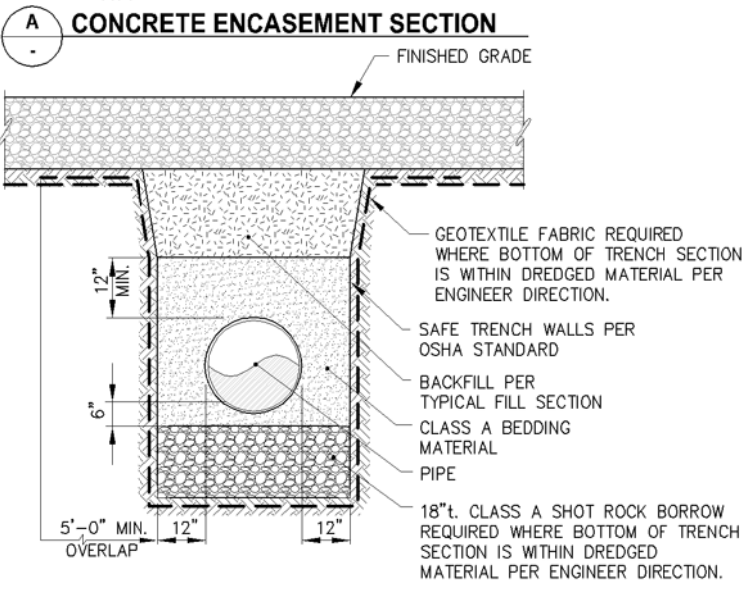 A
-
CONCRETE ENCASEMENT SECTION
FINISHED GRADE
GEOTEXTILE FABRIC REQUIRED
WHERE BOTTOM OF TRENCH SECTION
IS WITHIN DREDGED MATERIAL PER
ENGINEER DIRECTION.
12"
MIN.
SAFE TRENCH WALLS PER
OSHA STANDARD
BACKFILL PER
TYPICAL FILL SECTION
6"
CLASS A BEDDING
MATERIAL
PIPE
18"t. CLASS A SHOT ROCK BORROW
REQUIRED WHERE BOTTOM OF TRENCH
SECTION IS WITHIN DREDGED
MATERIAL PER ENGINEER DIRECTION.
5'-0" MIN.
OVERLAP
12"
12"